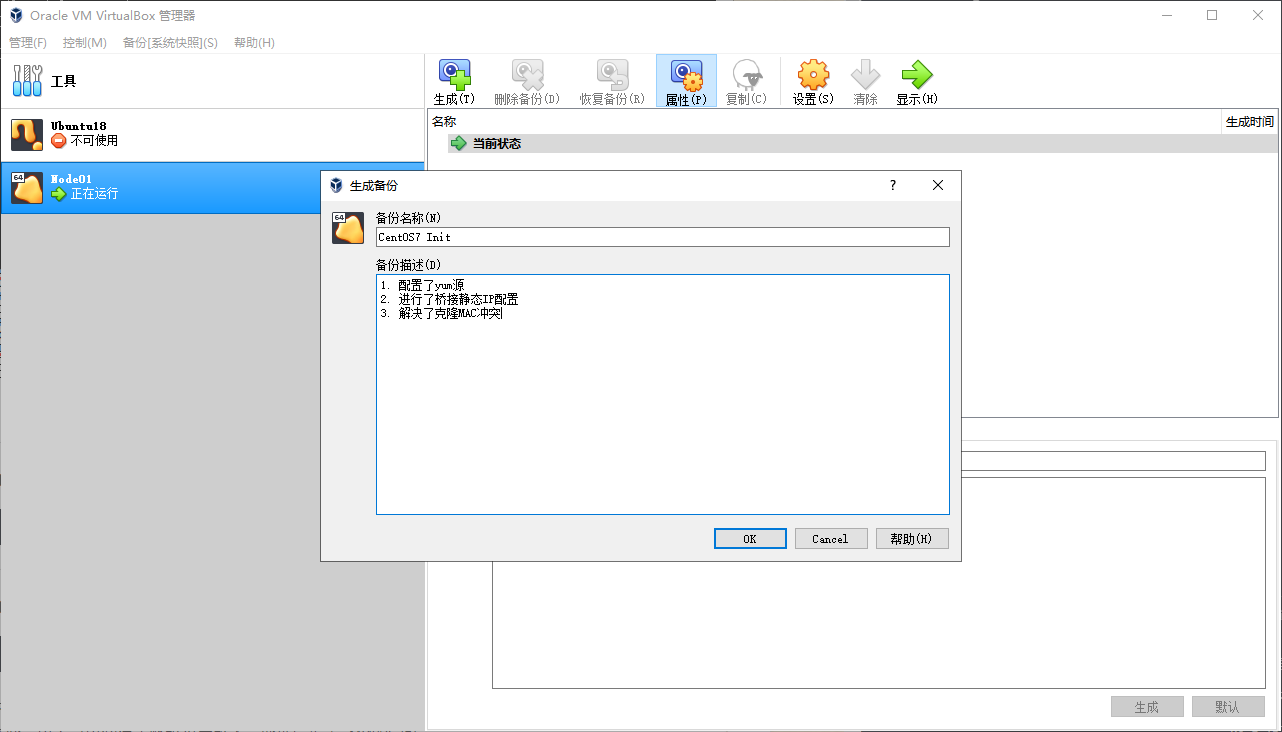 Oracle VM VirtualBox 管理器
管理(F) 控制(M) 备份[系统快照](S) 帮助(H)
工具
生成(T) 删除备份(D) 恢复备份(R) 属性(P) 复制(C) 设置(S) 清除 显示(H)
名称 生成时间
当前状态
Ubuntu18
不可使用
64
Node01
正在运行
生成备份
?
64
备份名称(N)
CentOS7 Init
备份描述(D)
1. 配置了yum源
2. 进行了桥接静态IP配置
3. 解决了克隆MAC冲突
OK Cancel 帮助(H)
生成 默认